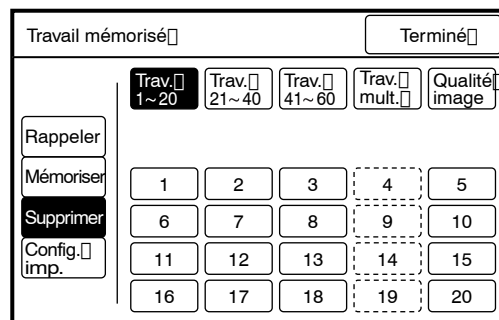 Travail mémorisé
Terminé
Trav. 1~20
Trav. 21~40
Trav. 41~60
Trav. mult.
Qualité image
Rappeler
Mémoriser
Supprimer
Config. imp.
1 2 3 4 5
6 7 8 9 10
11 12 13 14 15
16 17 18 19 20